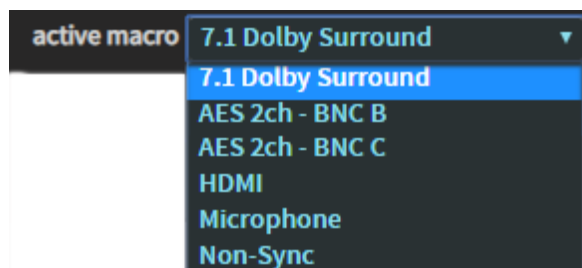 active macro 7.1 Dolby Surround
7.1 Dolby Surround
AES 2ch - BNC B
AES 2ch - BNC C
HDMI
Microphone
Non-Sync